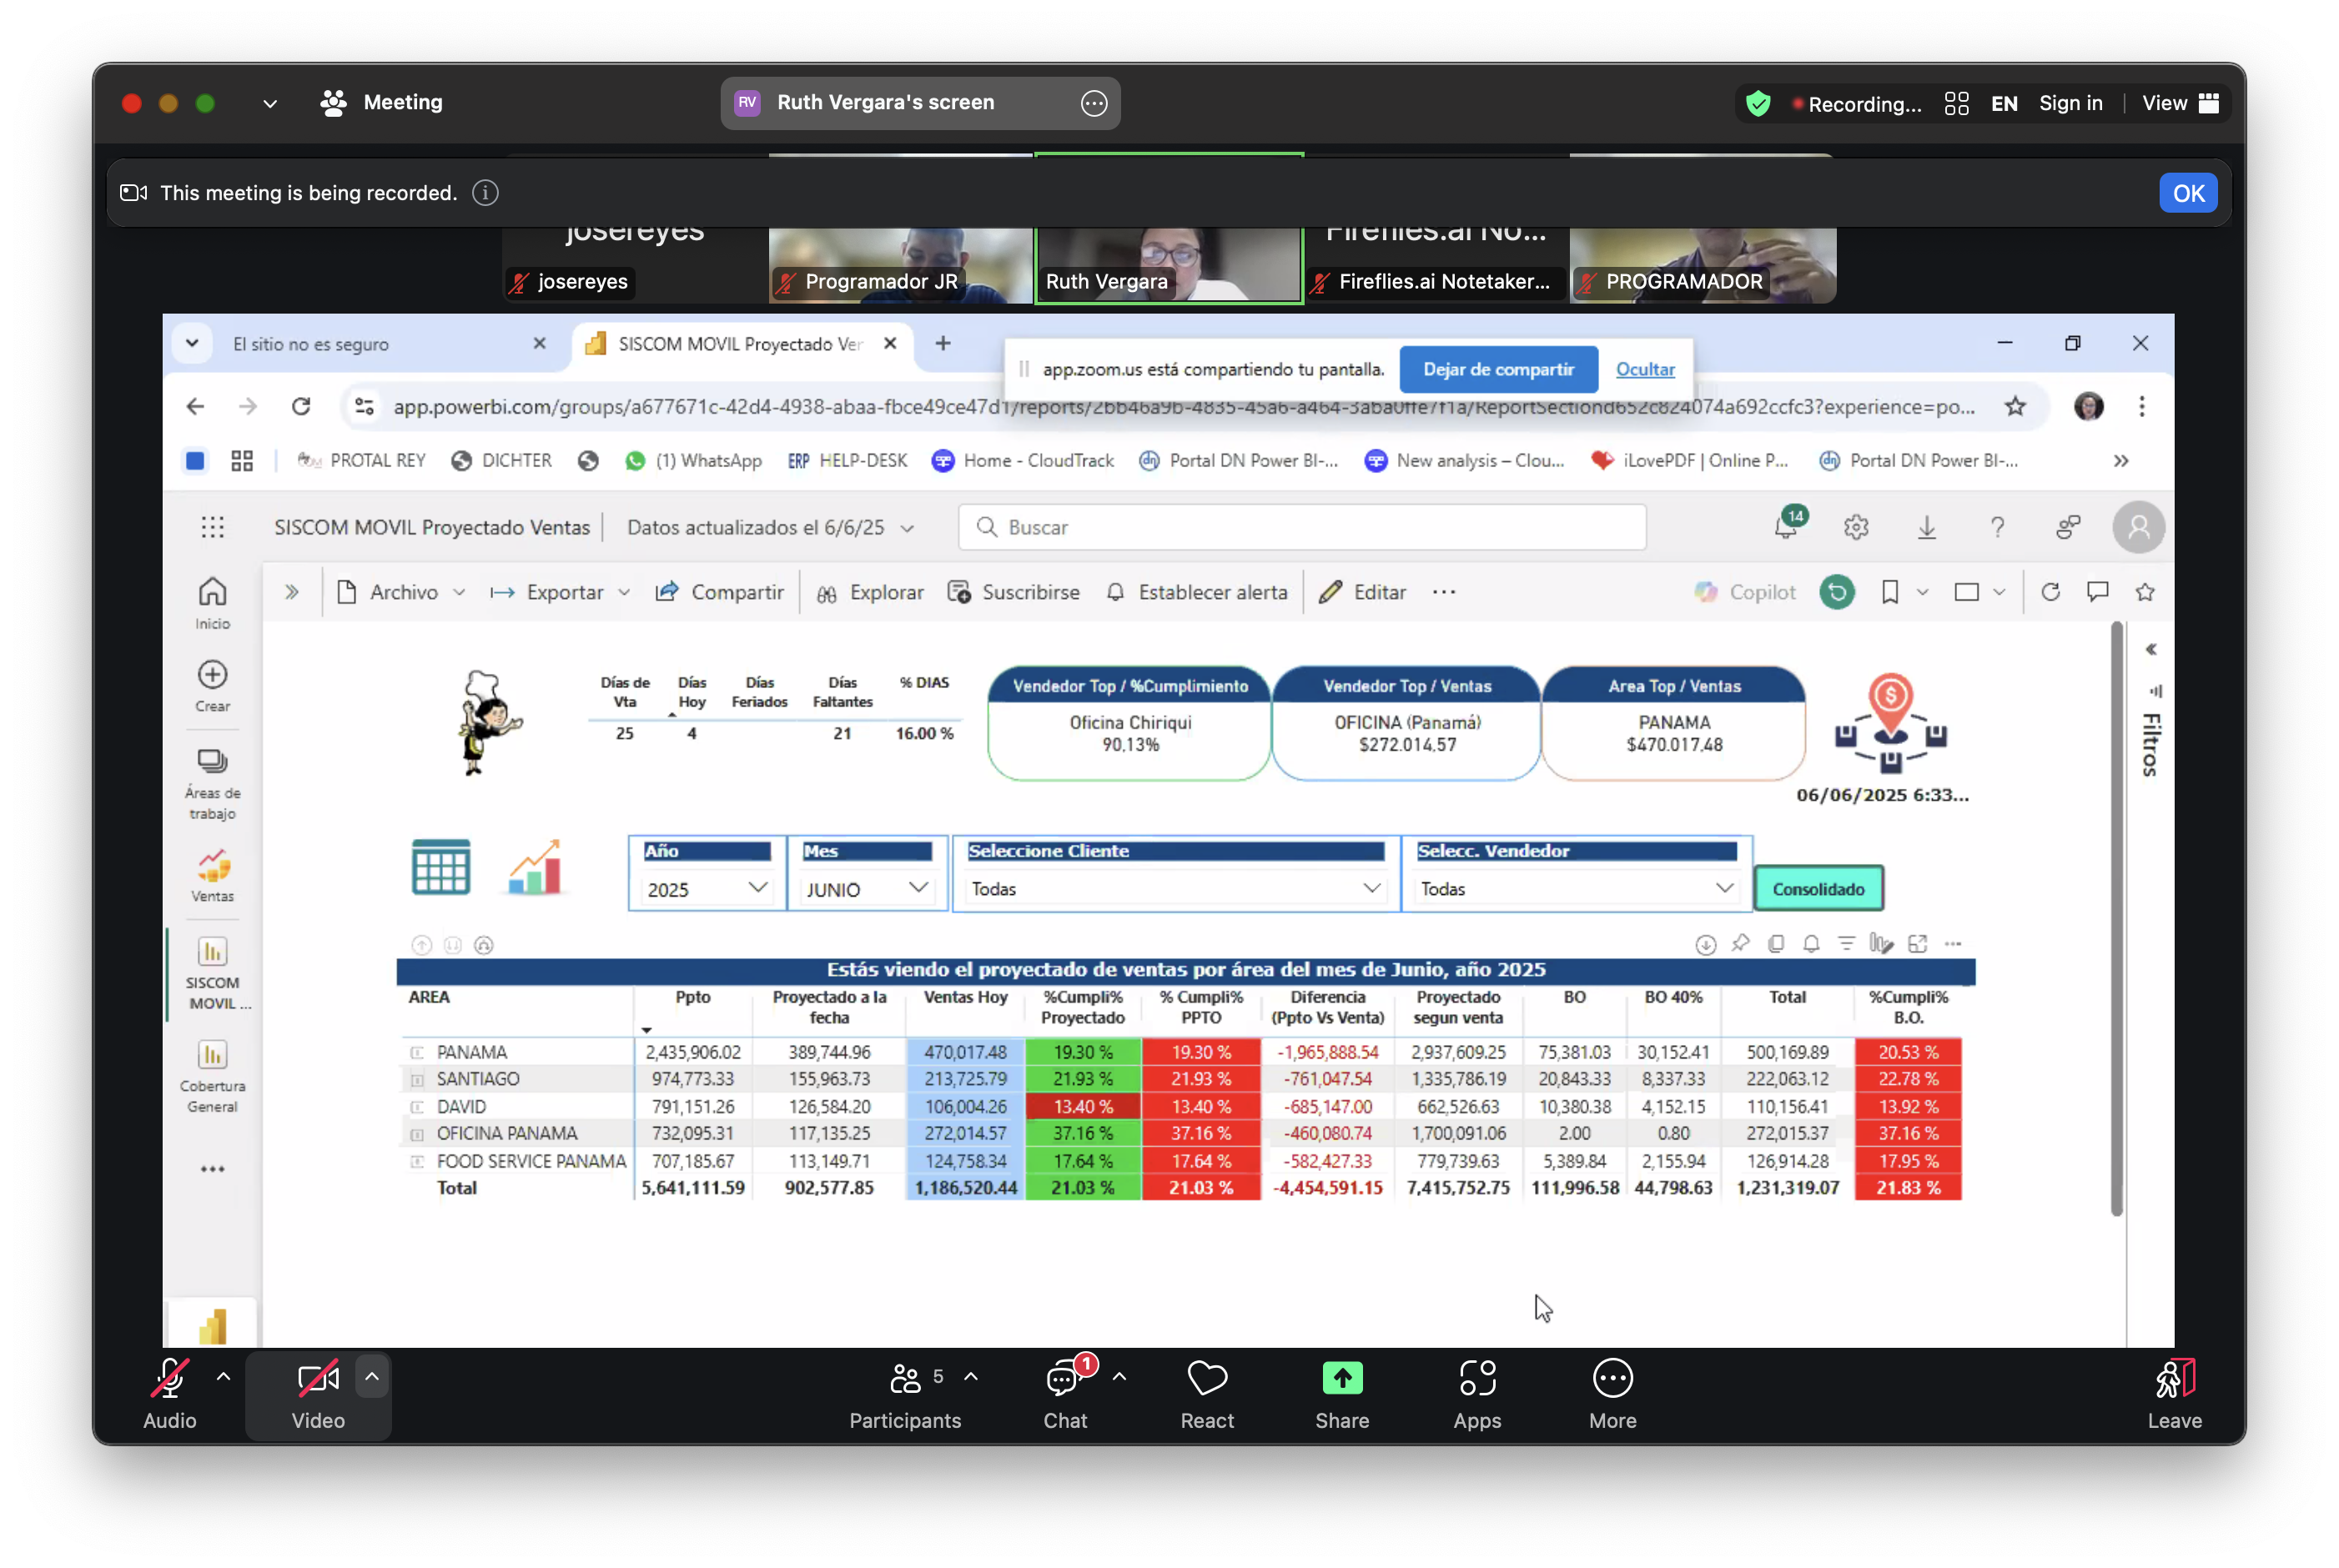 Meeting
RV Ruth Vergara's screen
Recording... EN Sign in View
This meeting is being recorded.
OK
josereyes
Fireflies.ai No...
josereyes
Programador JR
Ruth Vergara
Fireflies.ai Notetaker...
PROGRAMADOR
El sitio no es seguro
SISCOM MOVIL Proyectado Ver
app.zoom.us está compartiendo tu pantalla. Dejar de compartir Ocultar
app.powerbi.com/groups/a677671c-42d4-4938-abaa-fbce49ce47d1/reports/2bb46a9b-4835-45a6-a464-3aba0ffe7f1a/ReportSectiond652c824074a692ccfc3?experience=po...
PROTAL REY DICHTER (1) WhatsApp ERP HELP-DESK Home - CloudTrack Portal DN Power BI-... New analysis – Clou... iLovePDF | Online P... Portal DN Power BI-...
SISCOM MOVIL Proyectado Ventas Datos actualizados el 6/6/25 Buscar 14
Archivo Exportar Compartir Explorar Suscribirse Establecer alerta Editar ... Copilot
Inicio
Crear
Áreas de
trabajo
Ventas
SISCOM
MOVIL ...
Cobertura
General
Filtros
Días de Vta Días Hoy Días Feriados Días Faltantes % DIAS
25 4 21 16.00 %
Vendedor Top / %Cumplimiento
Oficina Chiriqui
90,13%
Vendedor Top / Ventas
OFICINA (Panamá)
$272.014,57
Area Top / Ventas
PANAMA
$470.017,48
06/06/2025 6:33...
Año Mes Seleccione Cliente Selecc. Vendedor
2025 JUNIO Todas Todas Consolidado
Estás viendo el proyectado de ventas por área del mes de Junio, año 2025
AREA Ppto Proyectado a la fecha Ventas Hoy %Cumpli% Proyectado % Cumpli% PPTO Diferencia (Ppto Vs Venta) Proyectado segun venta BO BO 40% Total %Cumpli% B.O.
PANAMA 2,435,906.02 389,744.96 470,017.48 19.30 % 19.30 % -1,965,888.54 2,937,609.25 75,381.03 30,152.41 500,169.89 20.53 %
SANTIAGO 974,773.33 155,963.73 213,725.79 21.93 % 21.93 % -761,047.54 1,335,786.19 20,843.33 8,337.33 222,063.12 22.78 %
DAVID 791,151.26 126,584.20 106,004.26 13.40 % 13.40 % -685,147.00 662,526.63 10,380.38 4,152.15 110,156.41 13.92 %
OFICINA PANAMA 732,095.31 117,135.25 272,014.57 37.16 % 37.16 % -460,080.74 1,700,091.06 2.00 0.80 272,015.37 37.16 %
FOOD SERVICE PANAMA 707,185.67 113,149.71 124,758.34 17.64 % 17.64 % -582,427.33 779,739.63 5,389.84 2,155.94 126,914.28 17.95 %
Total 5,641,111.59 902,577.85 1,186,520.44 21.03 % 21.03 % -4,454,591.15 7,415,752.75 111,996.58 44,798.63 1,231,319.07 21.83 %
5 1
Audio Video Participants Chat React Share Apps More Leave